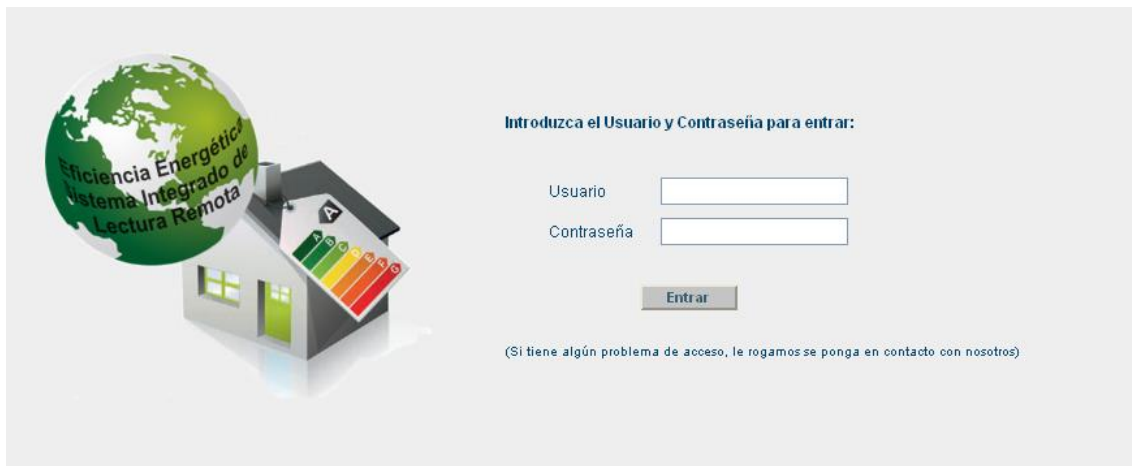 Eficiencia Energética
Sistema Integrado de
Lectura Remota
A
A
B
C
D
E
F
G
Introduzca el Usuario y Contraseña para entrar:
Usuario
Contraseña
Entrar
(Si tiene algún problema de acceso, le rogamos se ponga en contacto con nosotros)